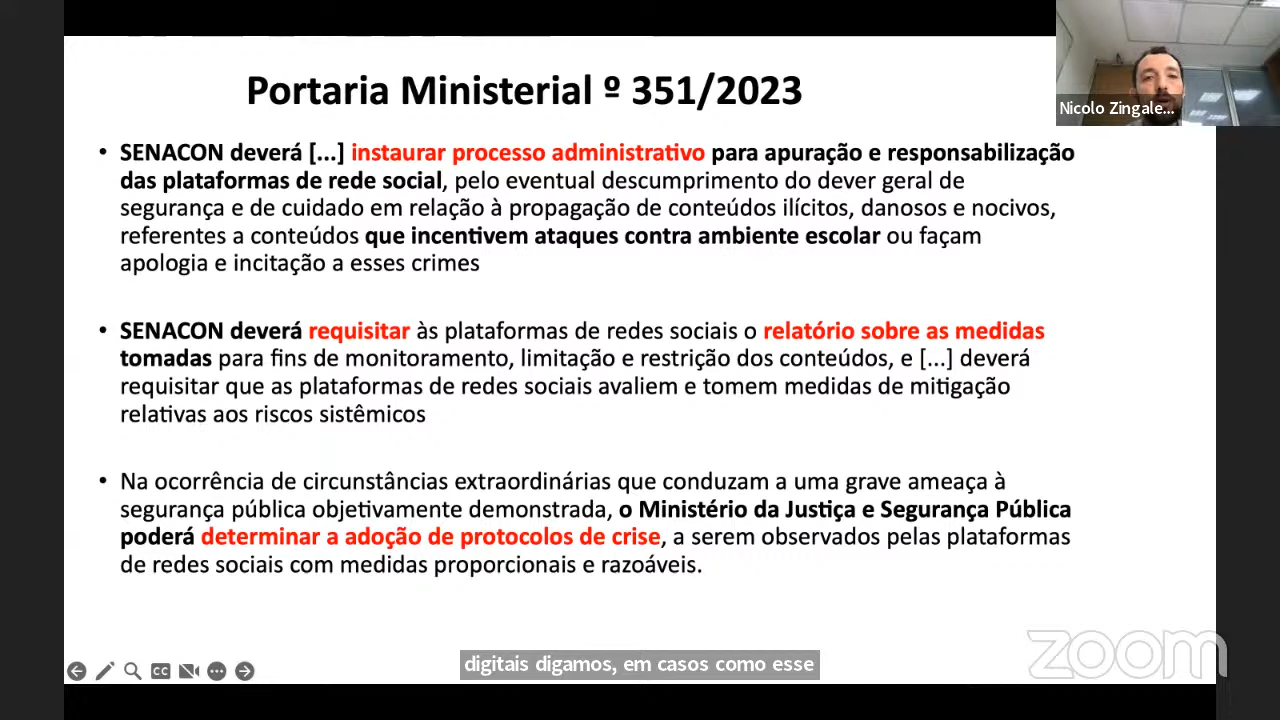 Portaria Ministerial º 351/2023
Nicolo Zingale...
• SENACON deverá [...] instaurar processo administrativo para apuração e responsabilização
das plataformas de rede social, pelo eventual descumprimento do dever geral de
segurança e de cuidado em relação à propagação de conteúdos ilícitos, danosos e nocivos,
referentes a conteúdos que incentivem ataques contra ambiente escolar ou façam
apologia e incitação a esses crimes
• SENACON deverá requisitar às plataformas de redes sociais o relatório sobre as medidas
tomadas para fins de monitoramento, limitação e restrição dos conteúdos, e [...] deverá
requisitar que as plataformas de redes sociais avaliem e tomem medidas de mitigação
relativas aos riscos sistêmicos
• Na ocorrência de circunstâncias extraordinárias que conduzam a uma grave ameaça à
segurança pública objetivamente demonstrada, o Ministério da Justiça e Segurança Pública
poderá determinar a adoção de protocolos de crise, a serem observados pelas plataformas
de redes sociais com medidas proporcionais e razoáveis.
CC
digitais digamos, em casos como esse
zoom